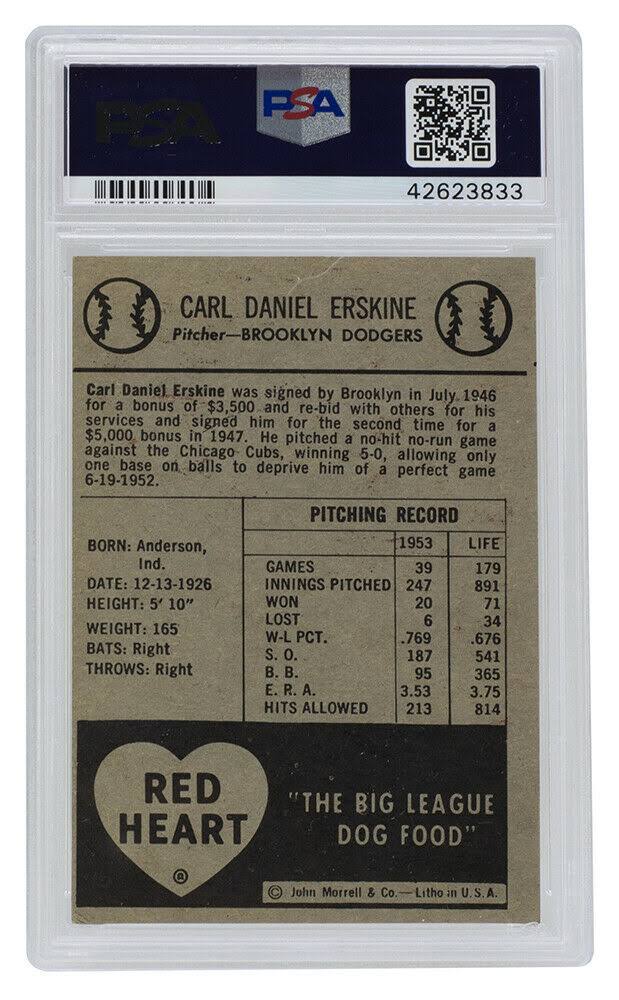 PSA
PSA
42623833
CARL DANIEL ERSKINE
Pitcher—BROOKLYN DODGERS
Carl Daniel Erskine was signed by Brooklyn in July 1946
for a bonus of $3,500 and re-bid with others for his
services and signed him for the second time for a
$5,000 bonus in 1947. He pitched a no-hit no-run game
against the Chicago Cubs, winning 5-0, allowing only
one base on balls to deprive him of a perfect game
6-19-1952.
BORN: Anderson,
Ind.
DATE: 12-13-1926
HEIGHT: 5' 10"
WEIGHT: 165
BATS: Right
THROWS: Right
PITCHING RECORD
1953 LIFE
GAMES 39 179
INNINGS PITCHED 247 891
WON 20 71
LOST 6 34
W-L PCT. .769 .676
S. O. 187 541
B. B. 95 365
E. R. A. 3.53 3.75
HITS ALLOWED 213 814
RED
HEART
"THE BIG LEAGUE
DOG FOOD"
® 
© John Morrell & Co.—Litho in U.S.A.